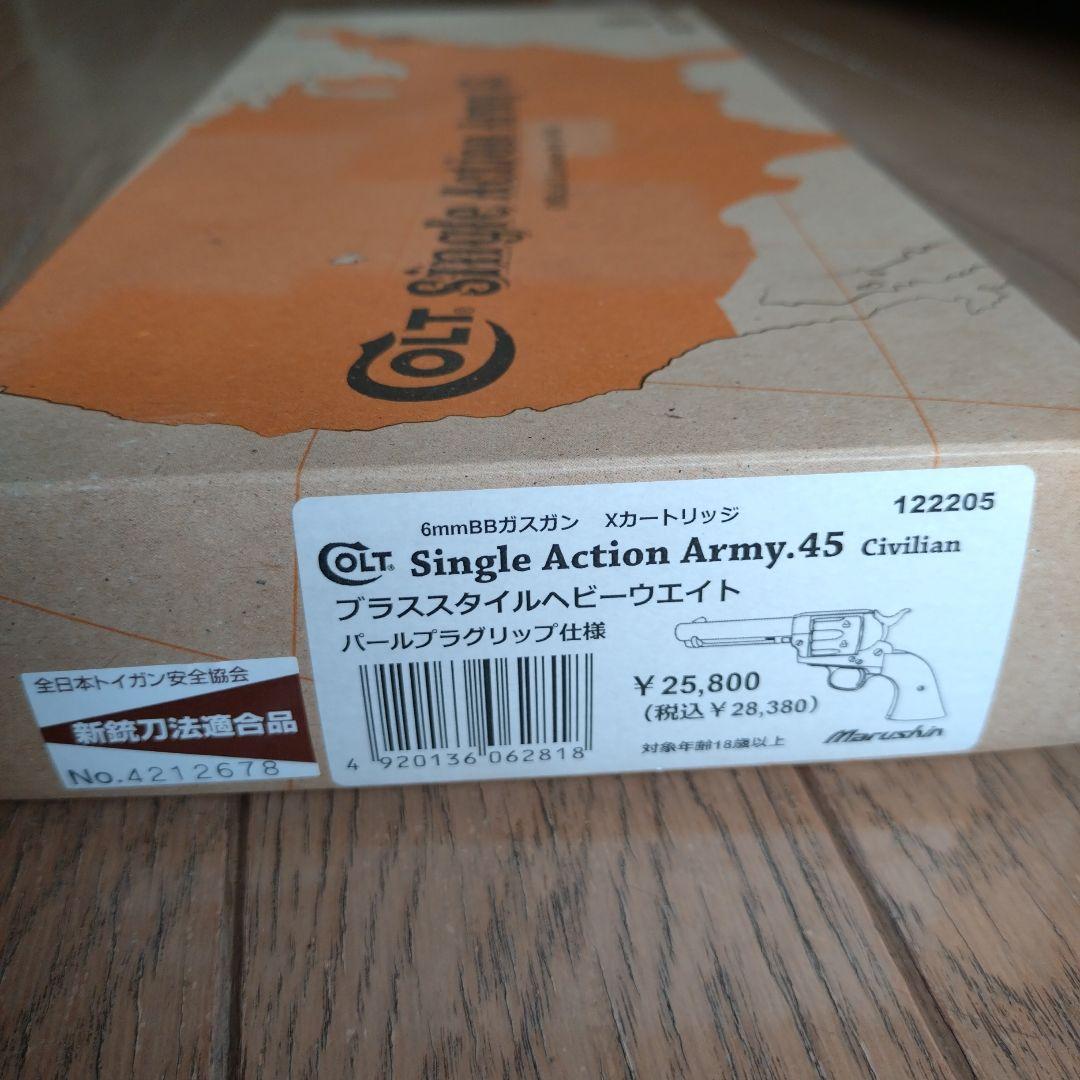 COLT Single Action Army.45
122205
6mmBBガスガン Xカートリッジ
COLT Single Action Army.45 Civilian
ブラススタイルヘビーウエイト
パールプラグリップ仕様
¥25,800
(税込¥28,380)
対象年齢18歳以上 Marushin
4 920136 062818
全日本トイガン安全協会
新銃刀法適合品
No.4212678